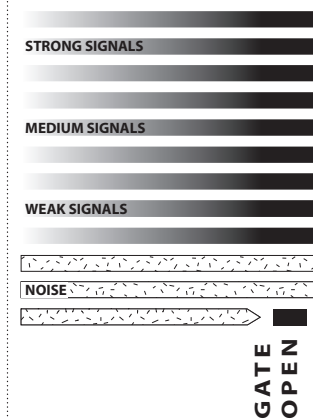 STRONG SIGNALS
MEDIUM SIGNALS
WEAK SIGNALS
NOISE
GATE
OPEN